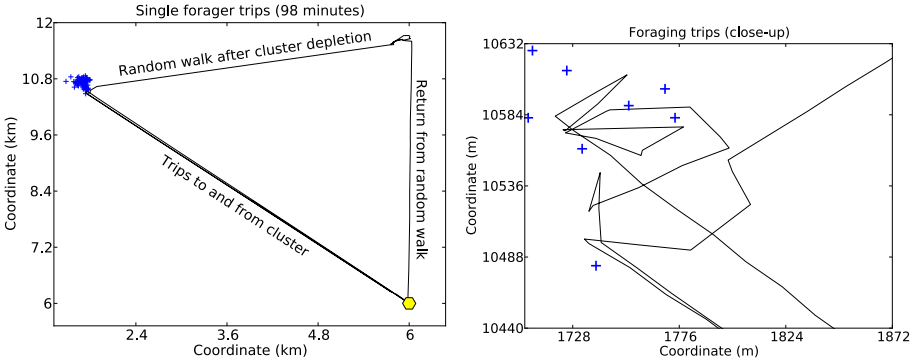 Single forager trips (98 minutes)
12
10.8
9.6
8.4
7.2
6
Coordinate (km)
Random walk after cluster depletion
Return from random walk
Trips to and from cluster
2.4
3.6
4.8
6
Coordinate (km)
Foraging trips (close-up)
10632
10584
10536
10488
10440
Coordinate (m)
1728
1776
1824
1872
Coordinate (m)